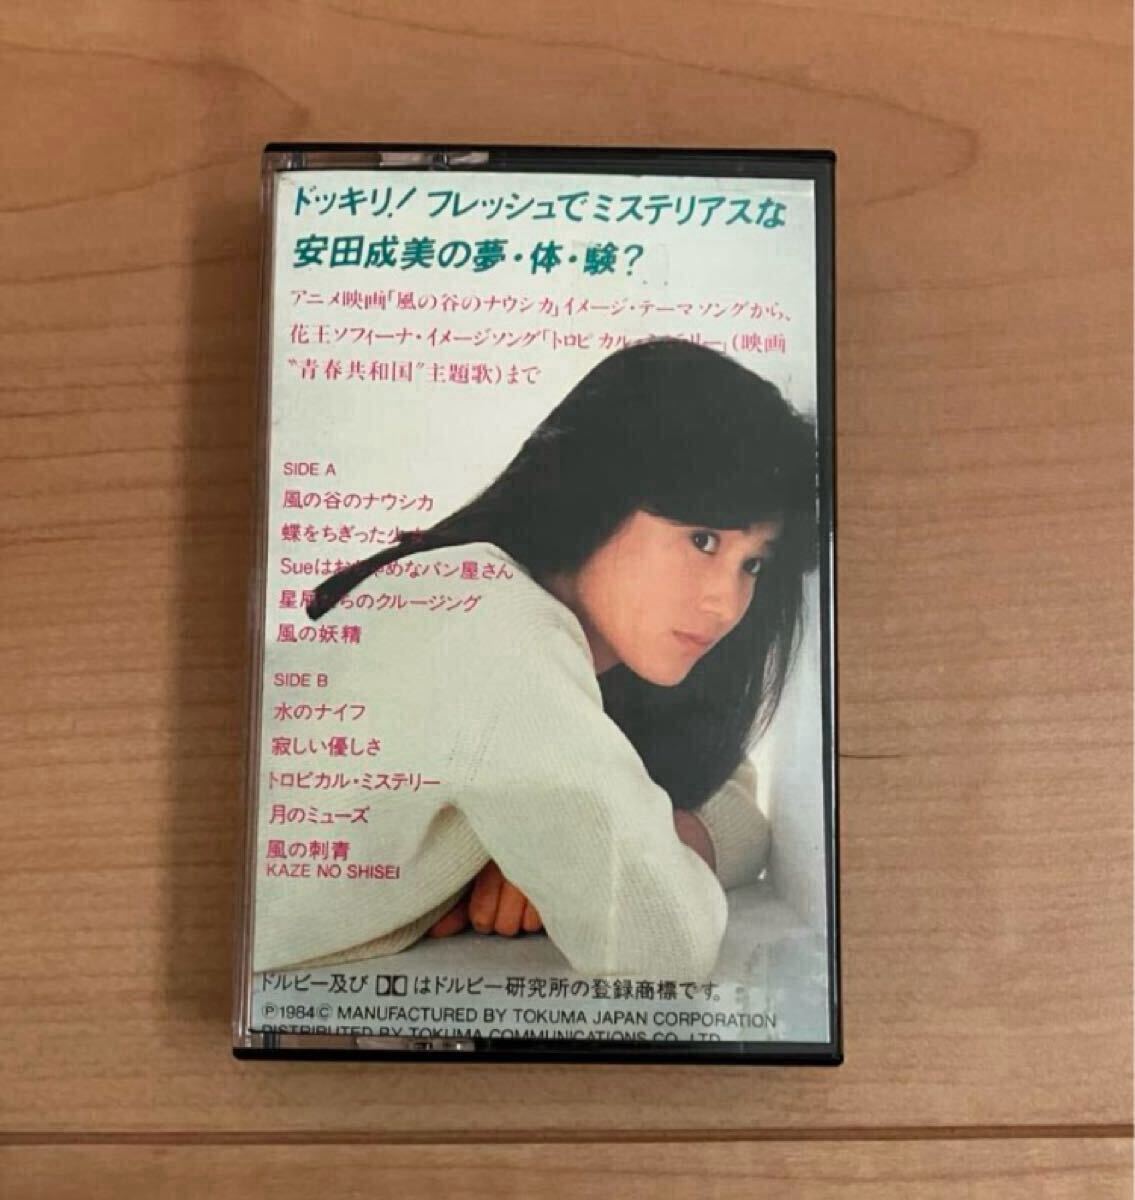 ドッキリ! フレッシュでミステリアスな
安田成美の夢・体・験?
アニメ映画「風の谷のナウシカ」イメージ・テーマソングから、
花王ソフィーナ・イメージソング「トロピカル・ミステリー」(映画
〝青春共和国〞主題歌)まで
SIDE A
風の谷のナウシカ
蝶をちぎった少女
Sueはおちゃめなパン屋さん
星屑たちのクルージング
風の妖精
SIDE B
水のナイフ
寂しい優しさ
トロピカル・ミステリー
月のミューズ
風の刺青
KAZE NO SHISEI
ドルビー及び はドルビー研究所の登録商標です。
Ⓟ1984Ⓒ MANUFACTURED BY TOKUMA JAPAN CORPORATION
DISTRIBUTED BY TOKUMA COMMUNICATIONS CO., LTD.